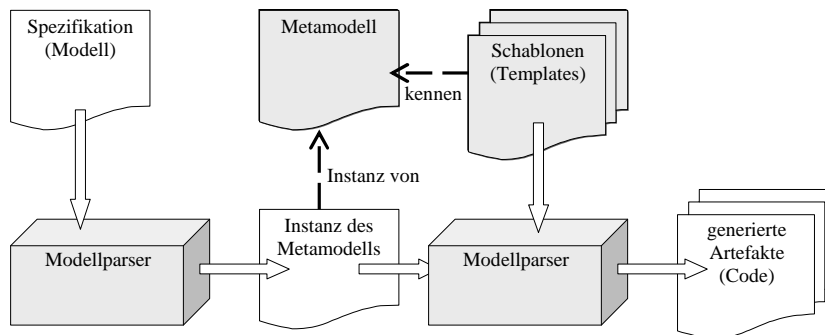 Spezifikation
(Modell)
Metamodell
Schablonen
(Templates)
kennen
Instanz von
Modellparser
Instanz des
Metamodells
Modellparser
generierte
Artefakte
(Code)